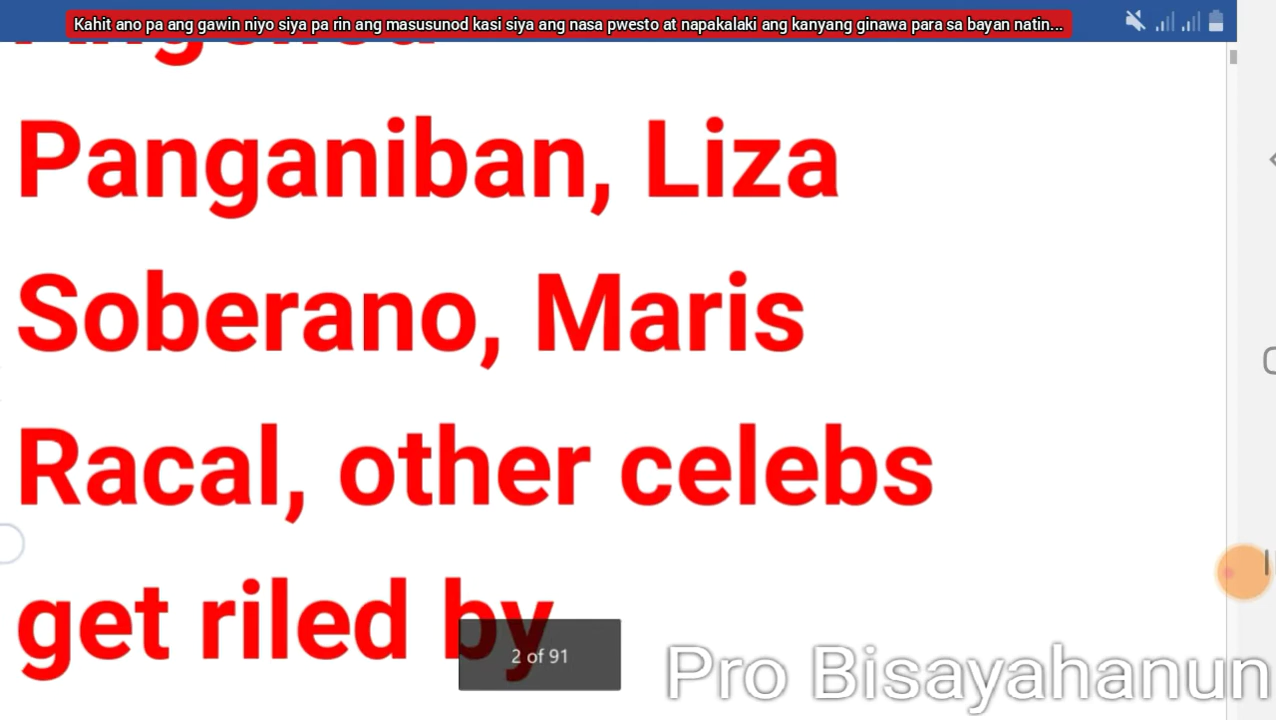 Kahit ano pa ang gawin niyo siya pa rin ang masusunod kasi siya ang nasa pwesto at napakalaki ang kanyang ginawa para sa bayan natin...
Panganiban, Liza
Soberano, Maris
Racal, other celebs
get riled by
2 of 91
Pro Bisayahanun